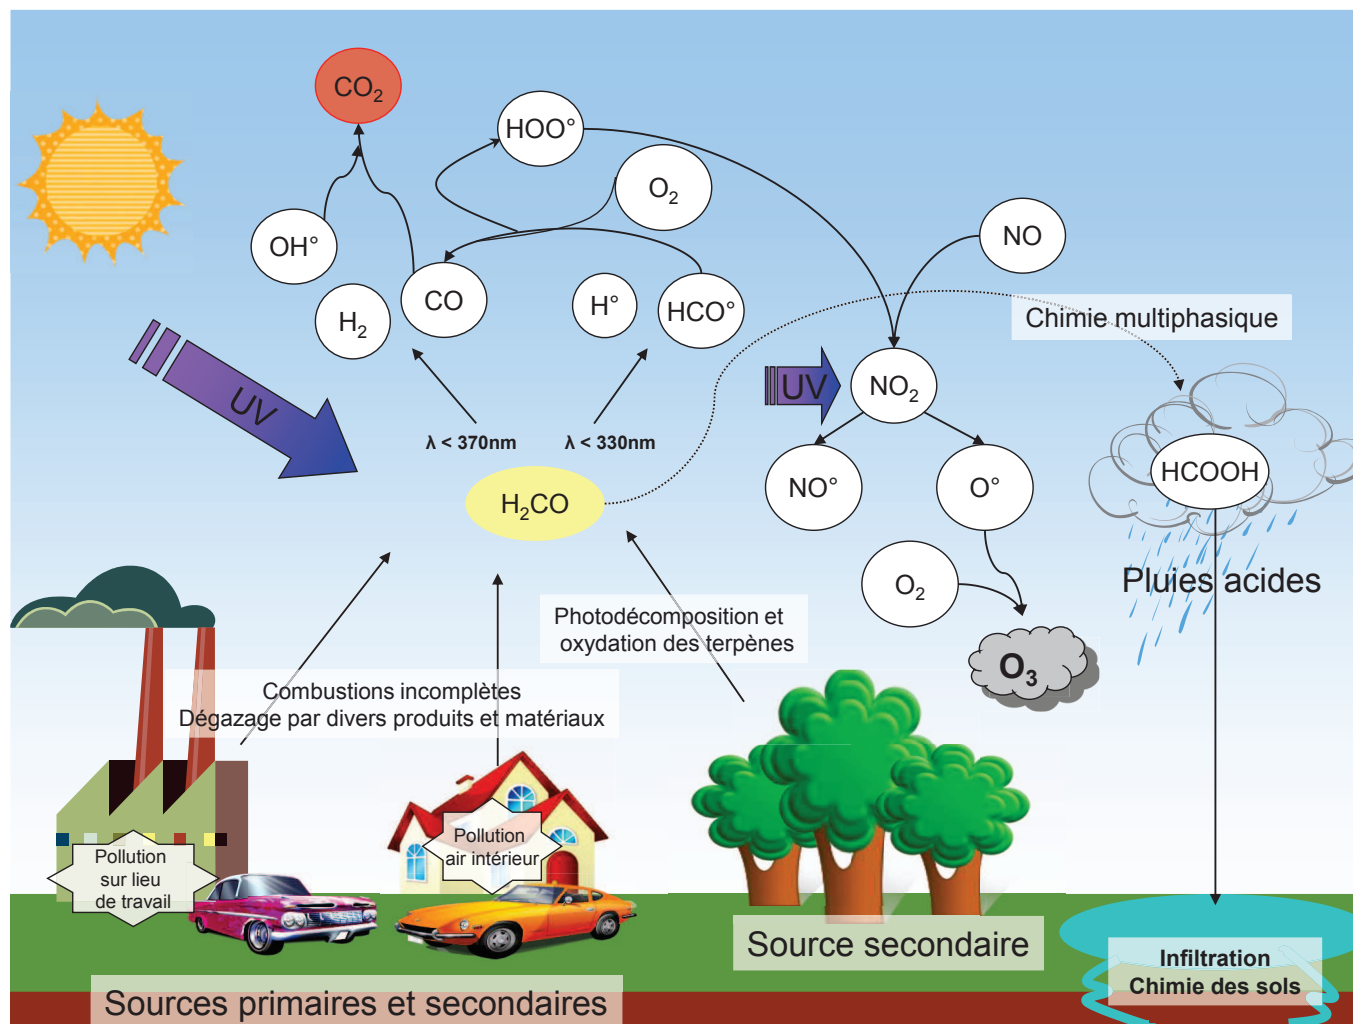 CO₂
HOO°
O₂
OH°
NO
CO
H°
HCO°
H₂
Chimie multiphasique
UV
UV
NO₂
λ < 370nm
λ < 330nm
HCOOH
NO°
O°
H₂CO
Pluies acides
O₂
Photodécomposition et
oxydation des terpènes
O₃
Combustions incomplètes
Dégazage par divers produits et matériaux
Pollution
air intérieur
Pollution
sur lieu
de travail
Source secondaire
Infiltration
Chimie des sols
Sources primaires et secondaires